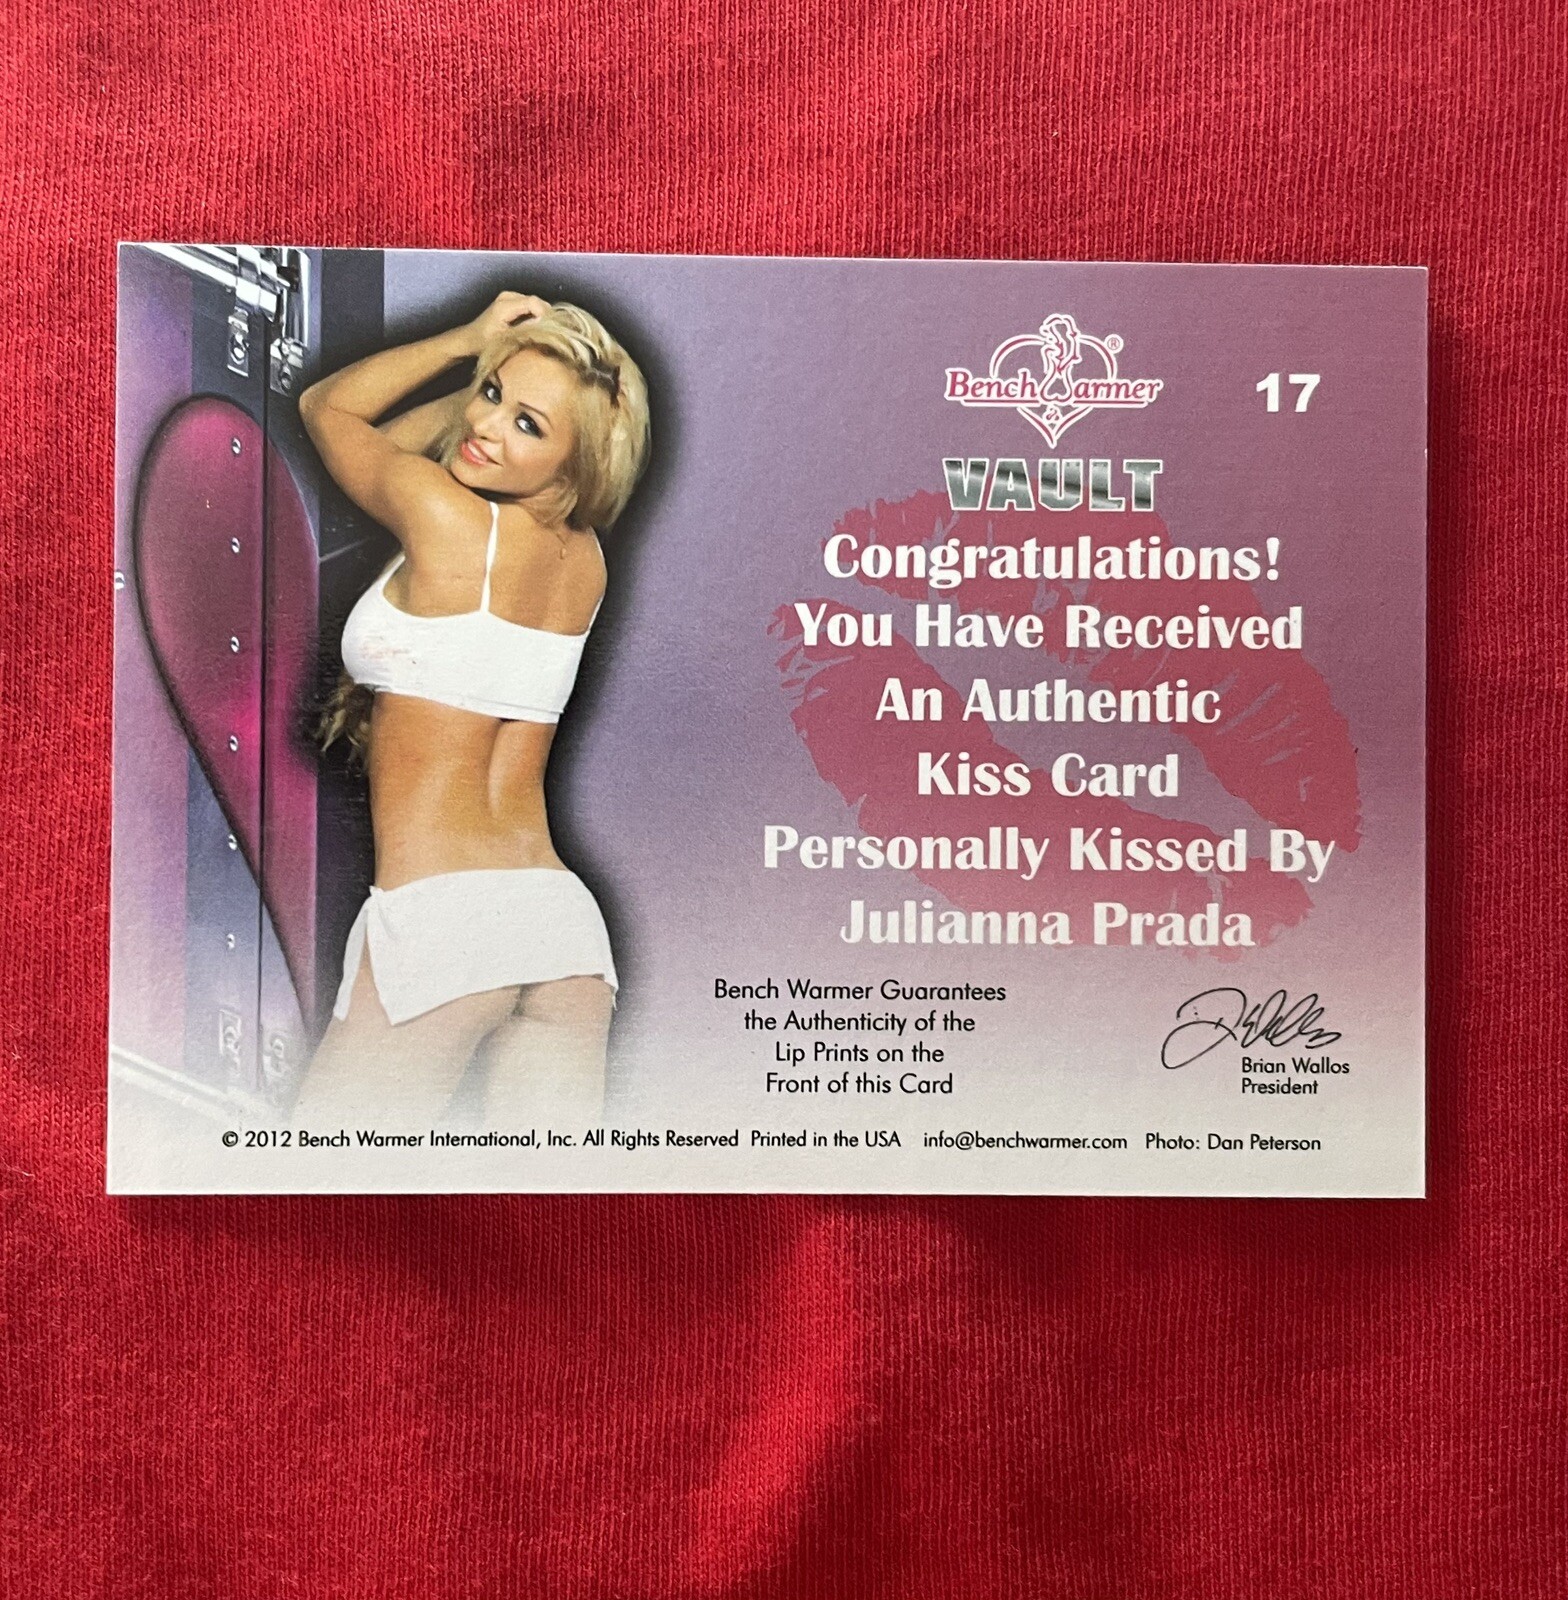 Bench Warmer ®
17
VAULT
Congratulations!
You Have Received
An Authentic
Kiss Card
Personally Kissed By
Julianna Prada
Bench Warmer Guarantees
the Authenticity of the
Lip Prints on the
Front of this Card
Brian Wallos
President
© 2012 Bench Warmer International, Inc. All Rights Reserved Printed in the USA info@benchwarmer.com Photo: Dan Peterson